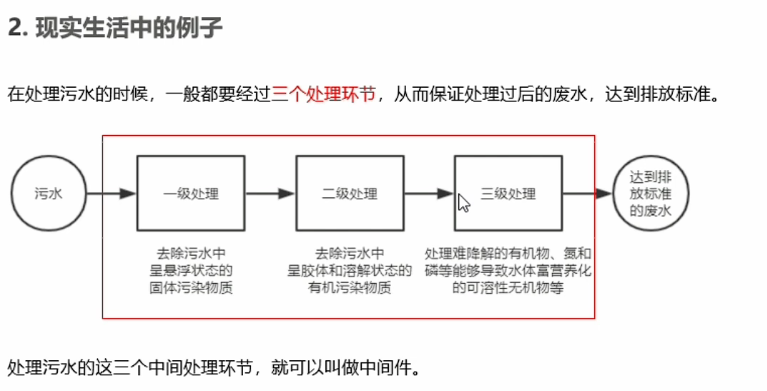 2. 现实生活中的例子
在处理污水的时候，一般都要经过三个处理环节，从而保证处理过后的废水，达到排放标准。
污水
一级处理
二级处理
三级处理
达到排
放标准
的废水
去除污水中
呈悬浮状态的
固体污染物质
去除污水中
呈胶体和溶解状态的
有机污染物质
处理难降解的有机物、氮和
磷等能够导致水体富营养化
的可溶性无机物等
处理污水的这三个中间处理环节，就可以叫做中间件。